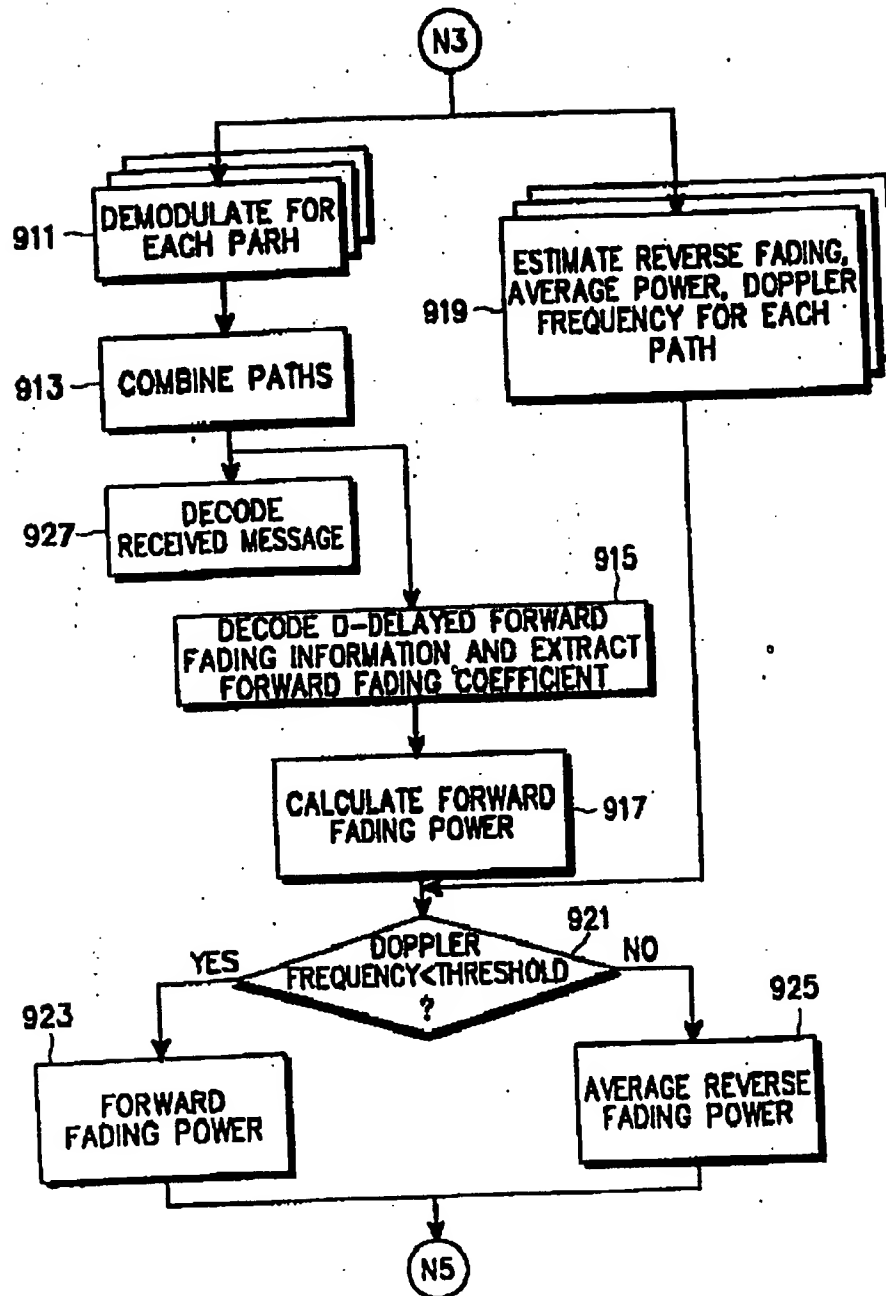 N3
911
DEMODULATE FOR
EACH PARH
919
ESTIMATE REVERSE FADING,
AVERAGE POWER, DOPPLER
FREQUENCY FOR EACH
PATH
913
COMBINE PATHS
927
DECODE
RECEIVED MESSAGE
915
DECODE D-DELAYED FORWARD
FADING INFORMATION AND EXTRACT
FORWARD FADING COEFFICIENT
CALCULATE FORWARD
FADING POWER
917
921
DOPPLER
FREQUENCY<THRESHOLD
?
YES
NO
923
FORWARD
FADING POWER
925
AVERAGE REVERSE
FADING POWER
N5